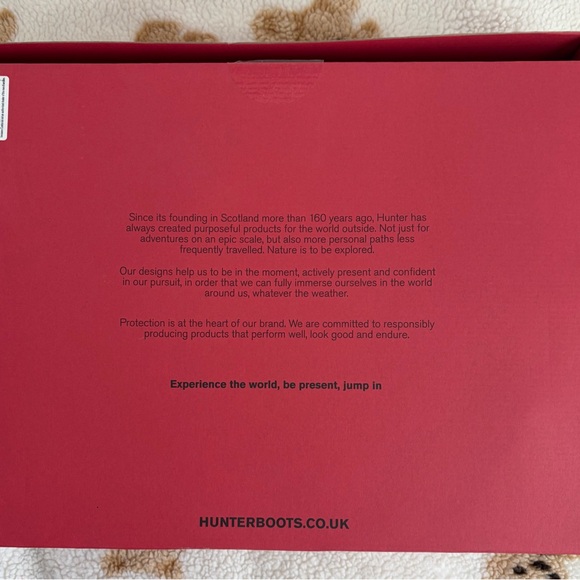 Since its founding in Scotland more than 160 years ago, Hunter has
always created purposeful products for the world outside. Not just for
adventures on an epic scale, but also more personal paths less
frequently travelled. Nature is to be explored.
Our designs help us to be in the moment, actively present and confident
in our pursuit, in order that we can fully immerse ourselves in the world
around us, whatever the weather.
Protection is at the heart of our brand. We are committed to responsibly
producing products that perform well, look good and endure.
Experience the world, be present, jump in
HUNTERBOOTS.CO.UK